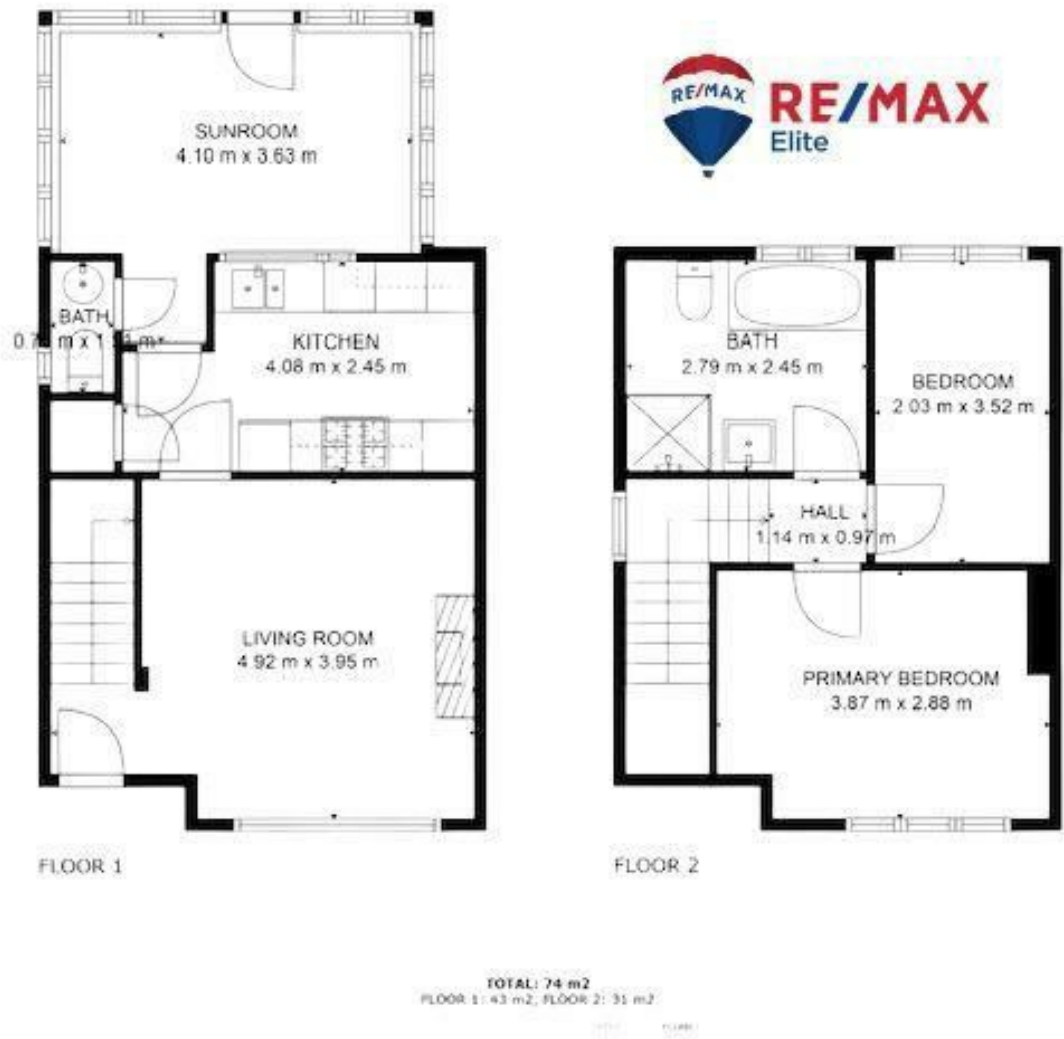 RE/MAX
RE/MAX
Elite
SUNROOM
4.10 m x 3.63 m
BATH
KITCHEN
4.08 m x 2.45 m
LIVING ROOM
4.92 m x 3.95 m
FLOOR 1
BATH
2.79 m x 2.45 m
BEDROOM
2.03 m x 3.52 m
HALL
1.14 m x 0.97 m
PRIMARY BEDROOM
3.87 m x 2.88 m
FLOOR 2
TOTAL: 74 m2
FLOOR 1: 43 m2, FLOOR 2: 31 m2